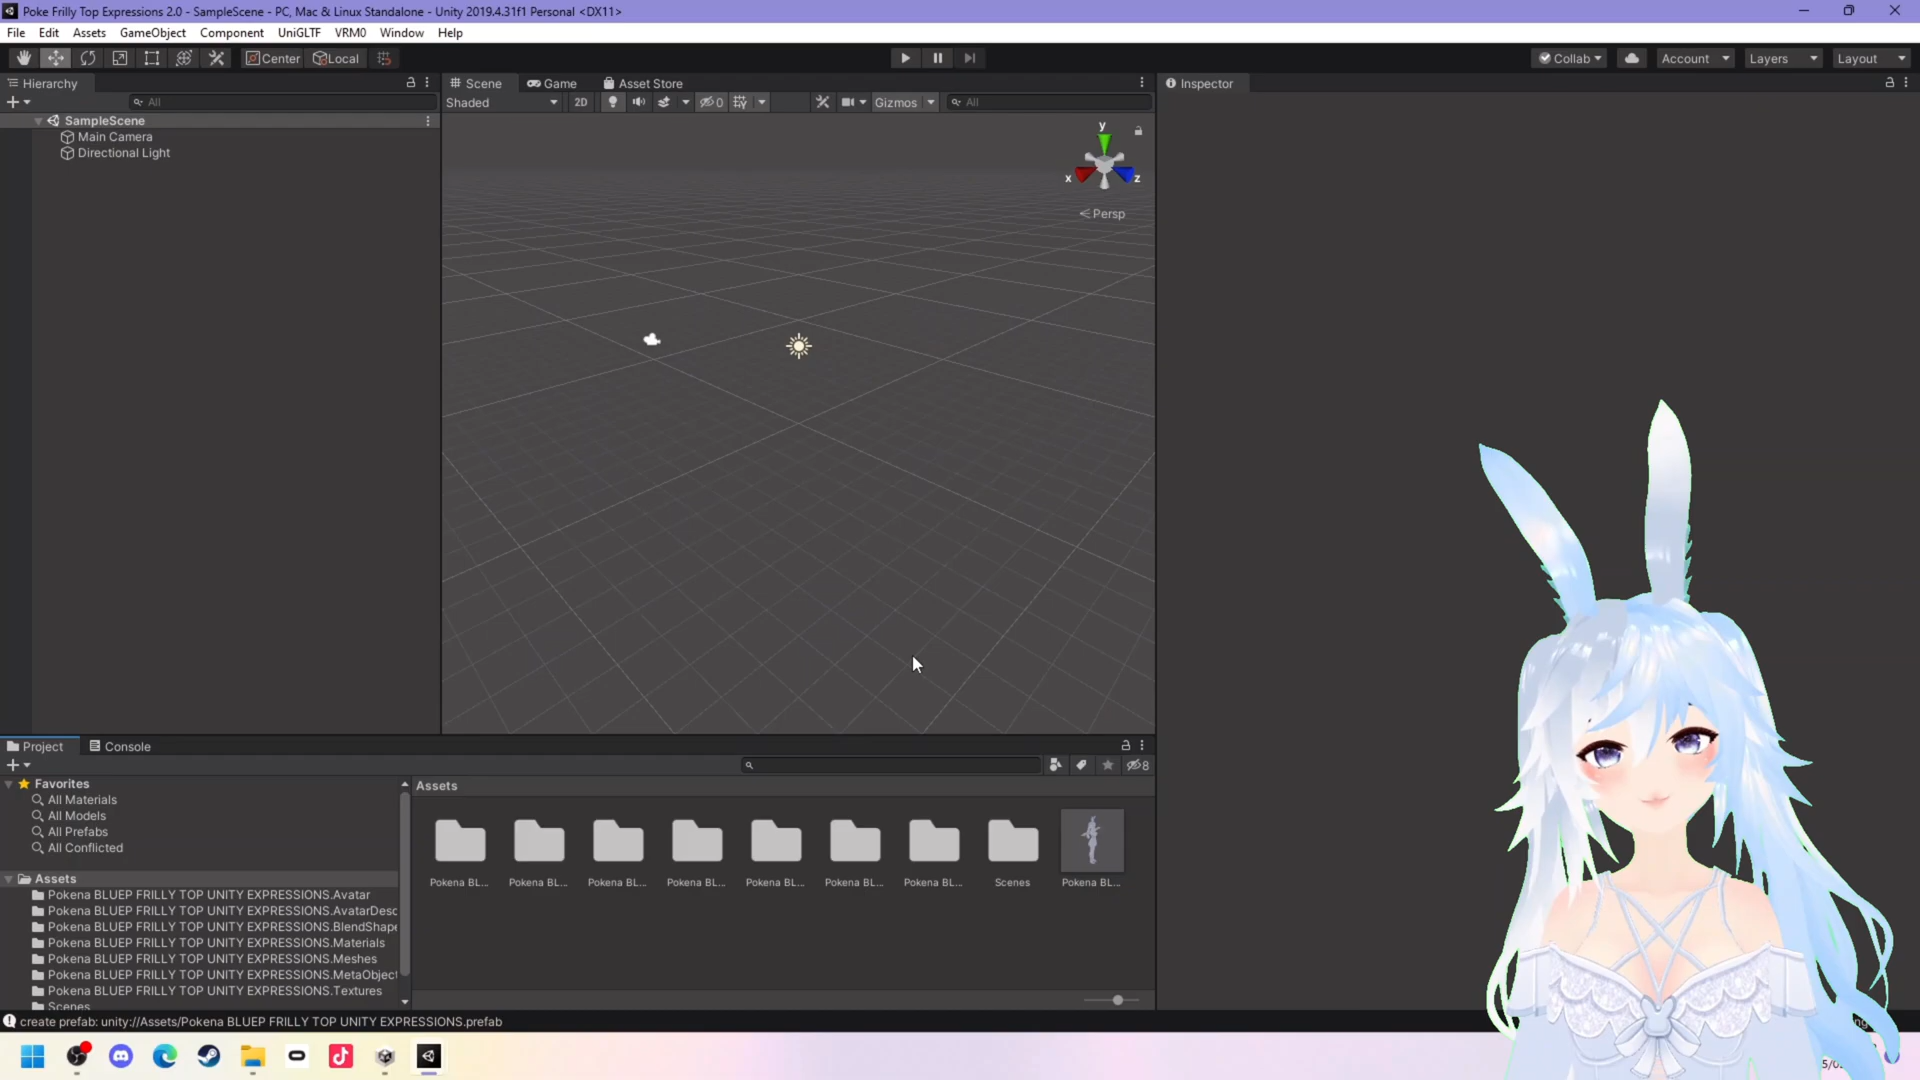 Poke Frilly Top Expressions 2.0 - SampleScene - PC, Mac & Linux Standalone - Unity 2019.4.31f1 Personal <DX11>
File Edit Assets GameObject Component UniGLTF VRM0 Window Help
Center Local Collab Account Layers Layout
Hierarchy
Scene Game Asset Store
Inspector
All
Shaded 2D 0 Gizmos All
SampleScene
Main Camera
Directional Light
y
x z
Persp
Project Console
8
Favorites
All Materials
All Models
All Prefabs
All Conflicted
Assets
Pokena BLUEP FRILLY TOP UNITY EXPRESSIONS.Avatar
Pokena BLUEP FRILLY TOP UNITY EXPRESSIONS.AvatarDesc
Pokena BLUEP FRILLY TOP UNITY EXPRESSIONS.BlendShape
Pokena BLUEP FRILLY TOP UNITY EXPRESSIONS.Materials
Pokena BLUEP FRILLY TOP UNITY EXPRESSIONS.Meshes
Pokena BLUEP FRILLY TOP UNITY EXPRESSIONS.MetaObject
Pokena BLUEP FRILLY TOP UNITY EXPRESSIONS.Textures
Scenes
Assets
Pokena BL... Pokena BL... Pokena BL... Pokena BL... Pokena BL... Pokena BL... Pokena BL... Scenes Pokena BL...
create prefab: unity://Assets/Pokena BLUEP FRILLY TOP UNITY EXPRESSIONS.prefab